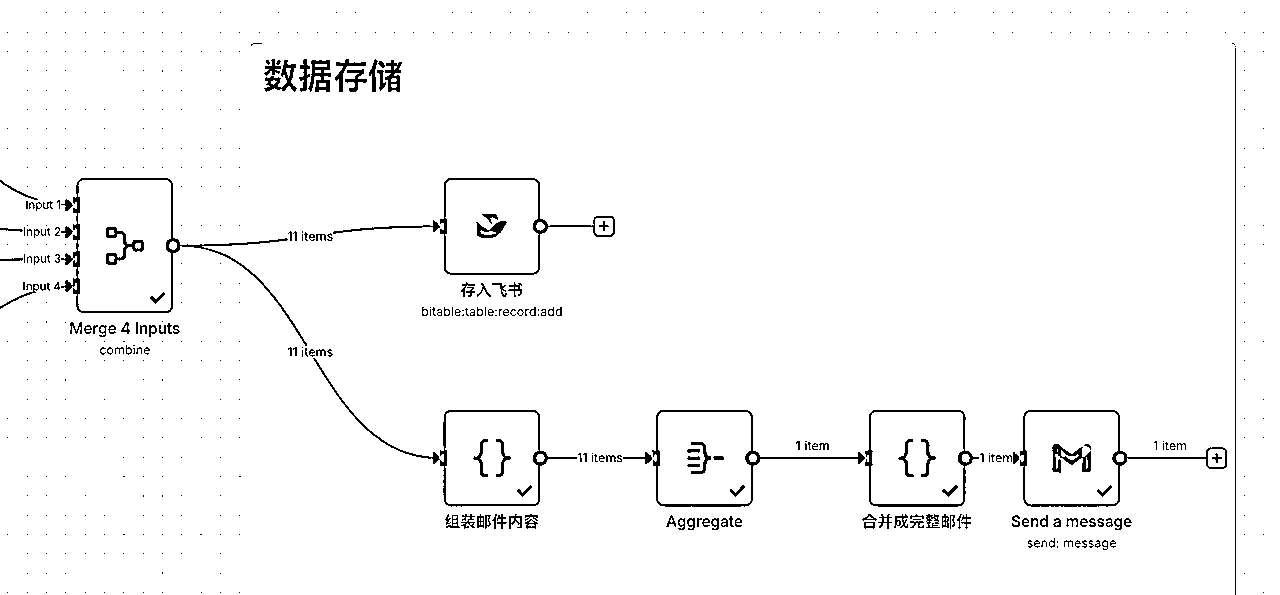 数据存储
Input 1
Input 2
Input 3
Input 4
Merge 4 Inputs
combine
11 items
存入飞书
bitable:table:record:add
11 items
组装邮件内容
11 items
Aggregate
1 item
合并成完整邮件
1 item
Send a message
send: message
1 item